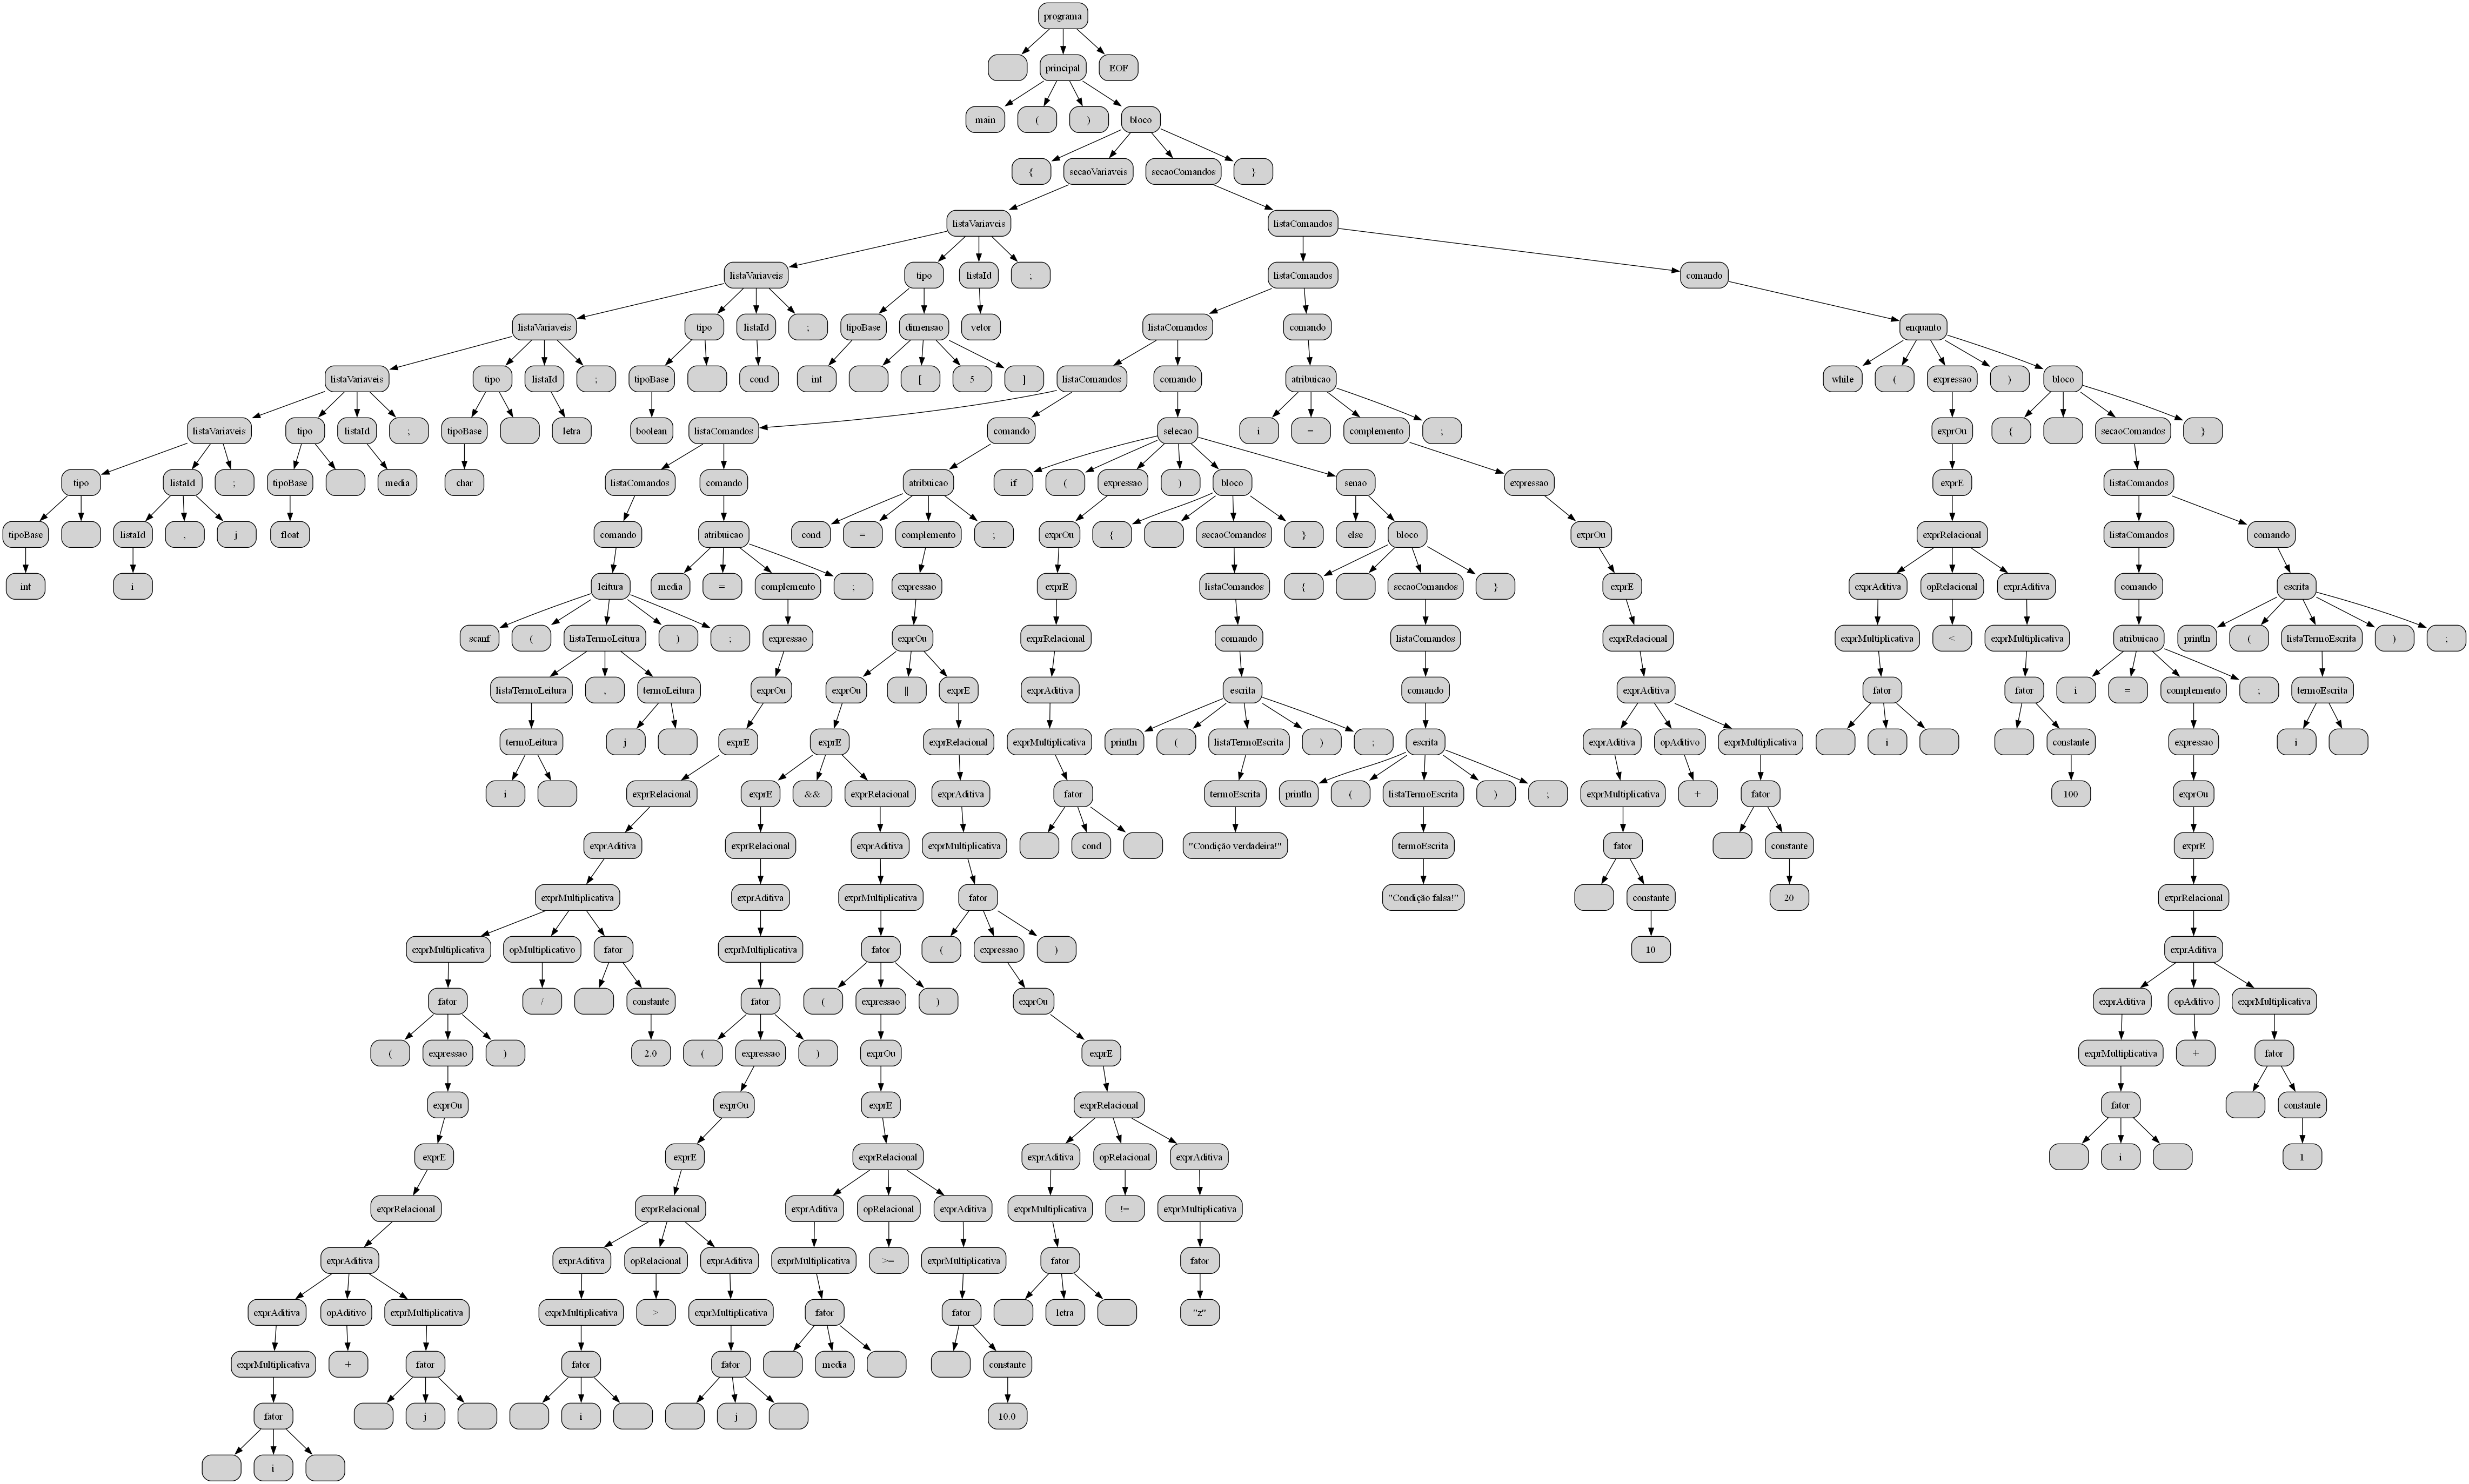 programa
principal EOF
main ( ) bloco
{ secaoVariaveis secaoComandos }
listaVariaveis listaComandos
listaVariaveis tipo listaId ; listaComandos comando
listaVariaveis tipo listaId ; tipoBase dimensao vetor listaComandos comando enquanto
listaVariaveis tipo listaId ; tipoBase cond int [ 5 ] listaComandos comando atribuicao while ( expressao ) bloco
listaVariaveis tipo listaId ; tipoBase letra boolean listaComandos comando selecao i = complemento ; exprOu { secaoComandos }
tipo listaId ; tipoBase media char listaComandos comando atribuicao if ( expressao ) bloco senao expressao exprE listaComandos
tipoBase listaId , j float comando atribuicao cond = complemento ; exprOu { secaoComandos } else bloco exprOu exprRelacional listaComandos comando
int i leitura media = complemento ; expressao exprE listaComandos { secaoComandos } exprE exprAditiva opRelacional exprAditiva comando escrita
scanf ( listaTermoLeitura ) ; expressao exprOu exprRelacional comando listaComandos exprRelacional exprMultiplicativa < exprMultiplicativa atribuicao println ( listaTermoEscrita ) ;
listaTermoLeitura , termoLeitura exprOu exprOu || exprE exprAditiva escrita comando exprAditiva fator fator i = complemento ; termoEscrita
termoLeitura j exprE exprE exprRelacional exprMultiplicativa println ( listaTermoEscrita ) ; escrita exprAditiva opAditivo exprMultiplicativa i constante expressao i
i exprRelacional exprE && exprRelacional exprAditiva fator termoEscrita println ( listaTermoEscrita ) ; exprMultiplicativa + fator 100 exprOu
exprAditiva exprRelacional exprAditiva exprMultiplicativa cond "Condição verdadeira!" termoEscrita fator constante exprE
exprMultiplicativa exprAditiva exprMultiplicativa fator "Condição falsa!" constante 20 exprRelacional
exprMultiplicativa opMultiplicativo fator exprMultiplicativa fator ( expressao ) 10 exprAditiva
fator / constante fator ( expressao ) exprOu exprAditiva opAditivo exprMultiplicativa
( expressao ) 2.0 ( expressao ) exprOu exprE exprMultiplicativa + fator
exprOu exprOu exprE exprRelacional fator constante
exprE exprE exprRelacional exprAditiva opRelacional exprAditiva i 1
exprRelacional exprRelacional exprAditiva opRelacional exprAditiva exprMultiplicativa != exprMultiplicativa
exprAditiva exprAditiva opRelacional exprAditiva exprMultiplicativa >= exprMultiplicativa fator fator
exprAditiva opAditivo exprMultiplicativa exprMultiplicativa > exprMultiplicativa fator fator letra "z"
exprMultiplicativa + fator fator fator media constante
fator j i j 10.0
i